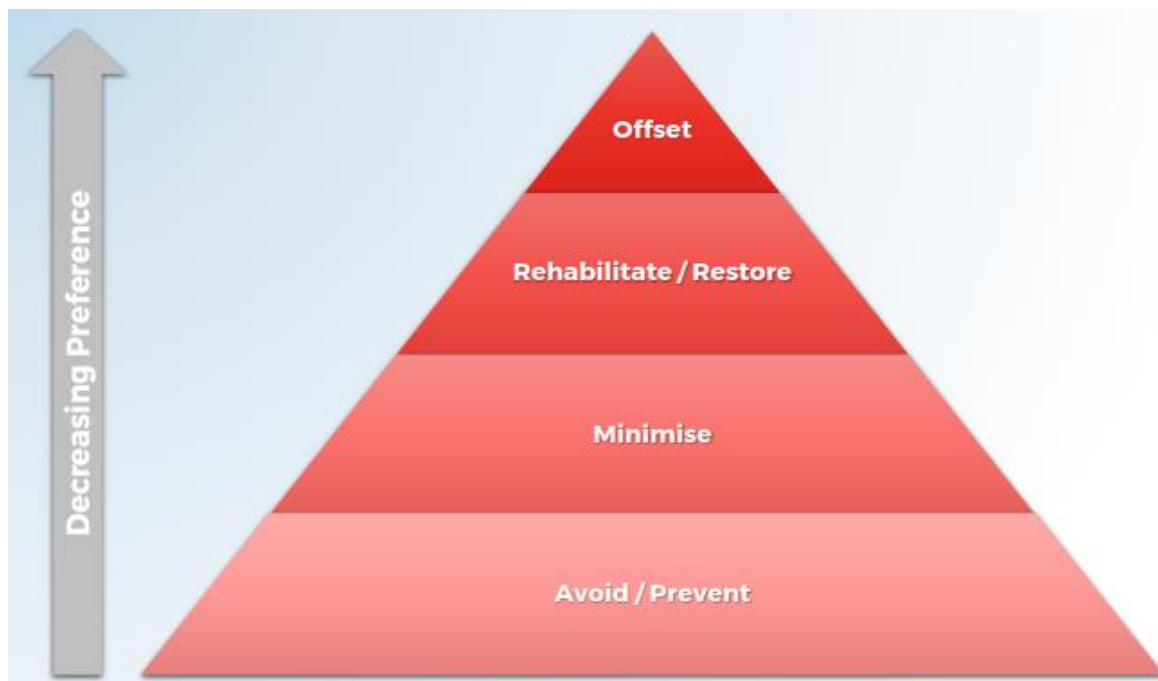 Decreasing Preference
Offset
Rehabilitate / Restore
Minimise
Avoid / Prevent